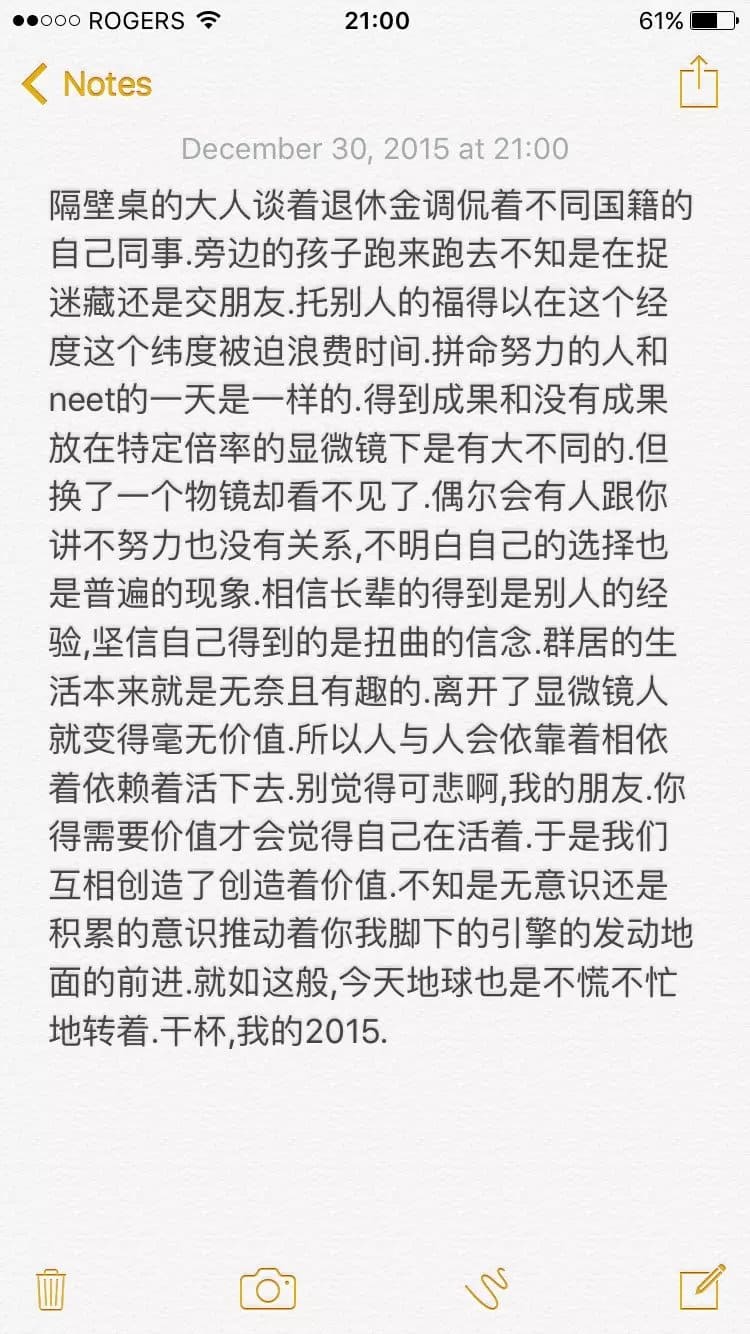 ROGERS 21:00 61%
Notes
December 30, 2015 at 21:00
隔壁桌的大人谈着退休金调侃着不同国籍的
自己同事.旁边的孩子跑来跑去不知是在捉
迷藏还是交朋友.托别人的福得以在这个经
度这个纬度被迫浪费时间.拼命努力的人和
neet的一天是一样的.得到成果和没有成果
放在特定倍率的显微镜下是有大不同的.但
换了一个物镜却看不见了.偶尔会有人跟你
讲不努力也没有关系,不明白自己的选择也
是普遍的现象.相信长辈的得到是别人的经
验,坚信自己得到的是扭曲的信念.群居的生
活本来就是无奈且有趣的.离开了显微镜人
就变得毫无价值.所以人与人会依靠着相依
着依赖着活下去.别觉得可悲啊,我的朋友.你
得需要价值才会觉得自己在活着.于是我们
互相创造了创造着价值.不知是无意识还是
积累的意识推动着你我脚下的引擎的发动地
面的前进.就如这般,今天地球也是不慌不忙
地转着.干杯,我的2015.